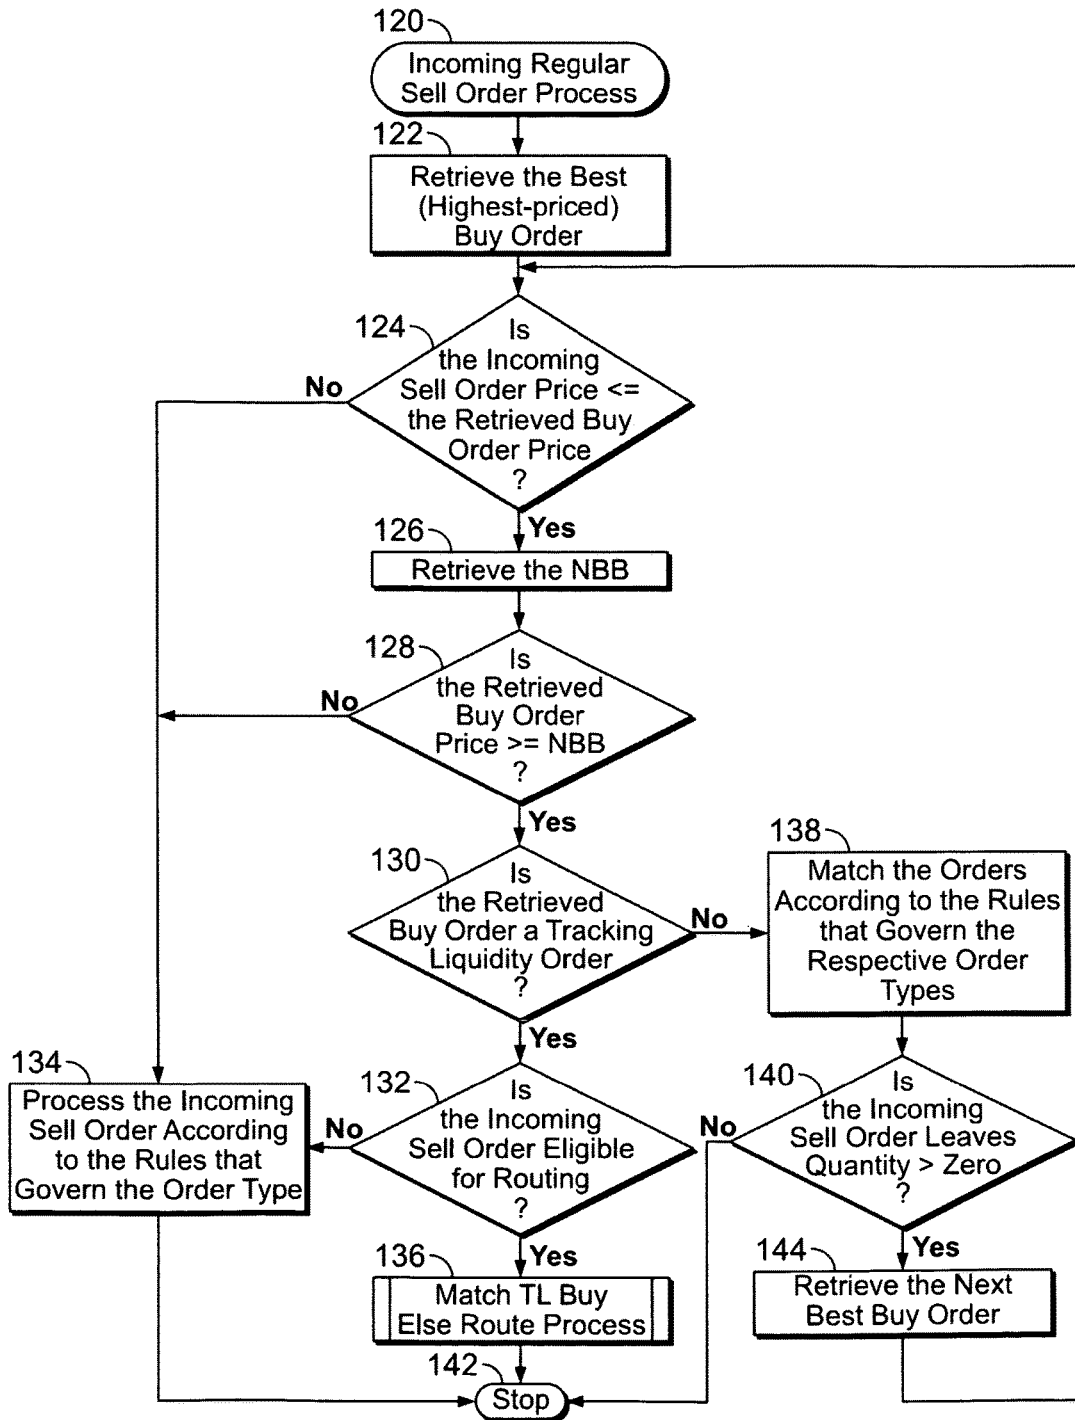 120
Incoming Regular
Sell Order Process
122
Retrieve the Best
(Highest-priced)
Buy Order
124
Is
the Incoming
Sell Order Price <=
the Retrieved Buy
Order Price
?
No
Yes
126
Retrieve the NBB
128
Is
the Retrieved
Buy Order
Price >= NBB
?
No
Yes
130
Is
the Retrieved
Buy Order a Tracking
Liquidity Order
?
No
Yes
138
Match the Orders
According to the Rules
that Govern the
Respective Order
Types
132
Is
the Incoming
Sell Order Eligible
for Routing
?
No
Yes
134
Process the Incoming
Sell Order According
to the Rules that
Govern the Order Type
140
Is
the Incoming
Sell Order Leaves
Quantity > Zero
?
No
Yes
136
Match TL Buy
Else Route Process
144
Retrieve the Next
Best Buy Order
142
Stop